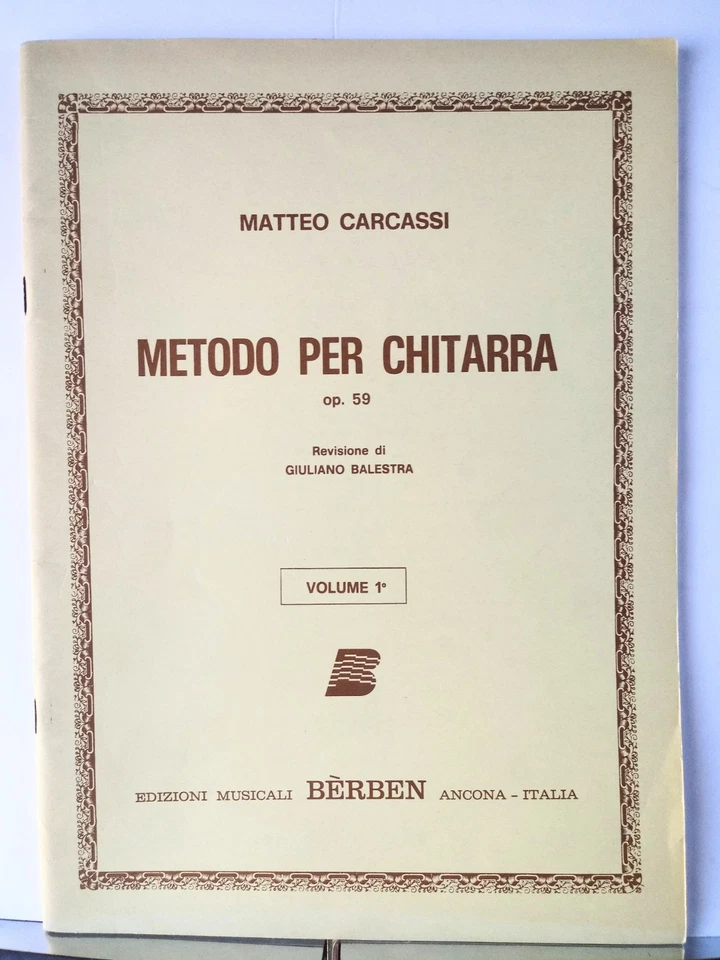 MATTEO CARCASSI
METODO PER CHITARRA
op. 59
Revisione di
GIULIANO BALESTRA
VOLUME 1°
B
EDIZIONI MUSICALI BÈRBEN ANCONA - ITALIA